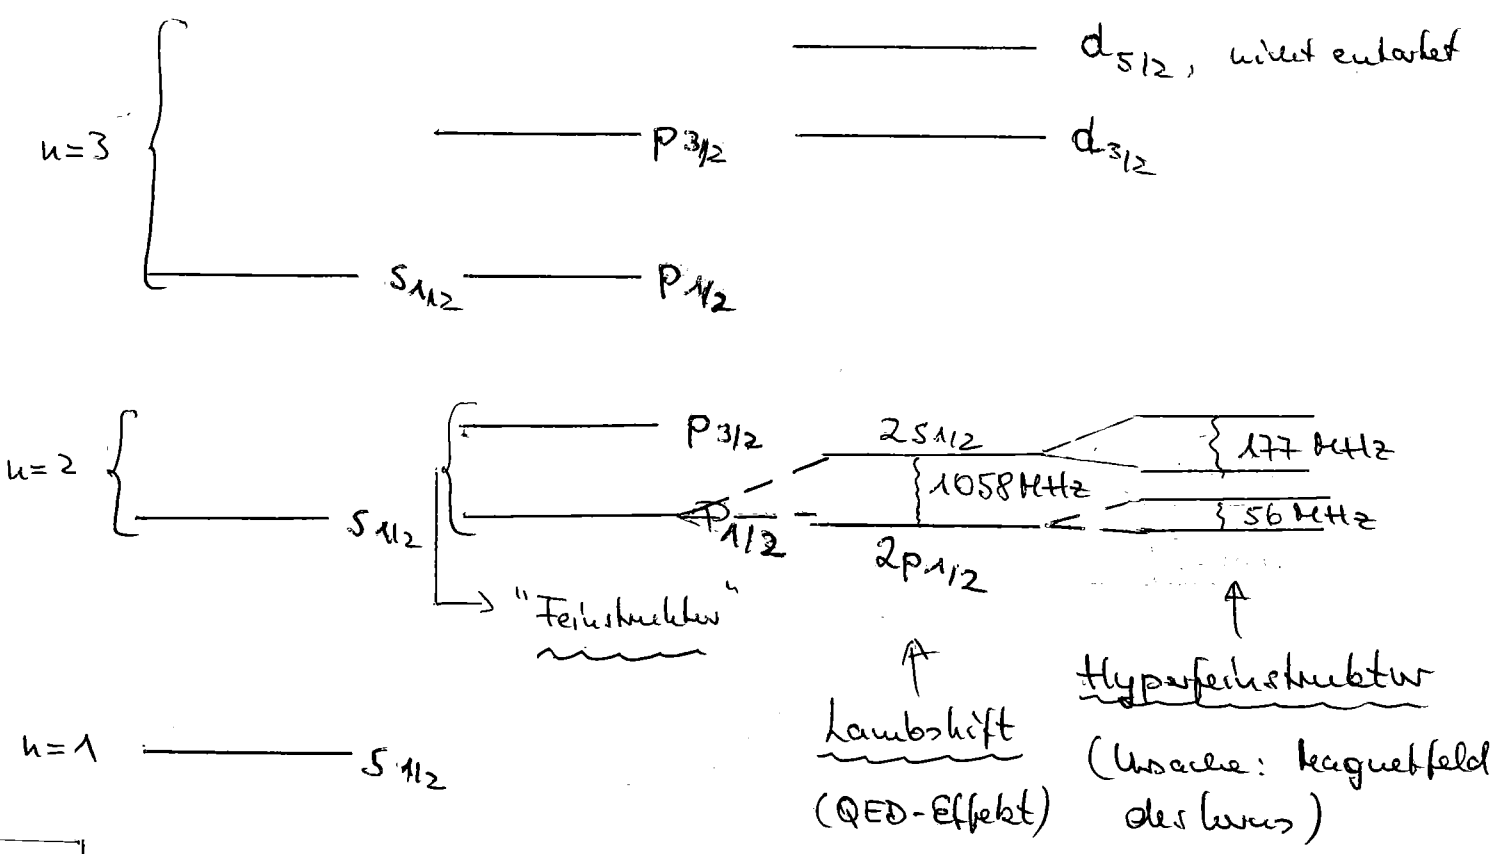 d5/2, nicht entartet
n=3
p3/2
d3/2
s1/2
p1/2
p3/2
2s1/2
177 MHz
n=2
1058 MHz
s1/2
p1/2
56 MHz
2p1/2
"Feinstruktur"
Hyperfeinstruktur
Lambshift
n=1
s1/2
(Ursache: Magnetfeld
(QED-Effekt)
des Kerns)